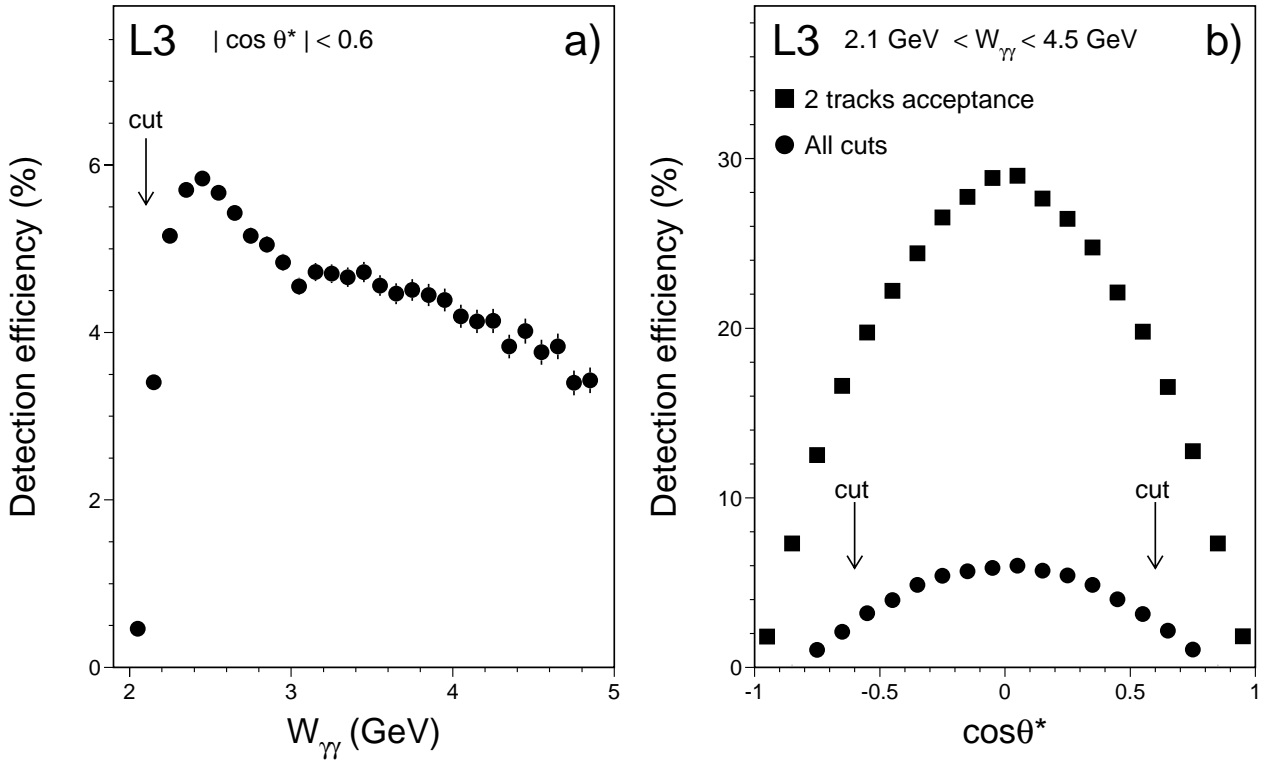 L3 | cos θ* | < 0.6 a)
cut
Detection efficiency (%)
6
4
2
0
2 3 4 5
W_γγ (GeV)
L3 2.1 GeV < W_γγ < 4.5 GeV b)
2 tracks acceptance
All cuts
Detection efficiency (%)
30
20
10
0
cut cut
-1 -0.5 0 0.5 1
cosθ*